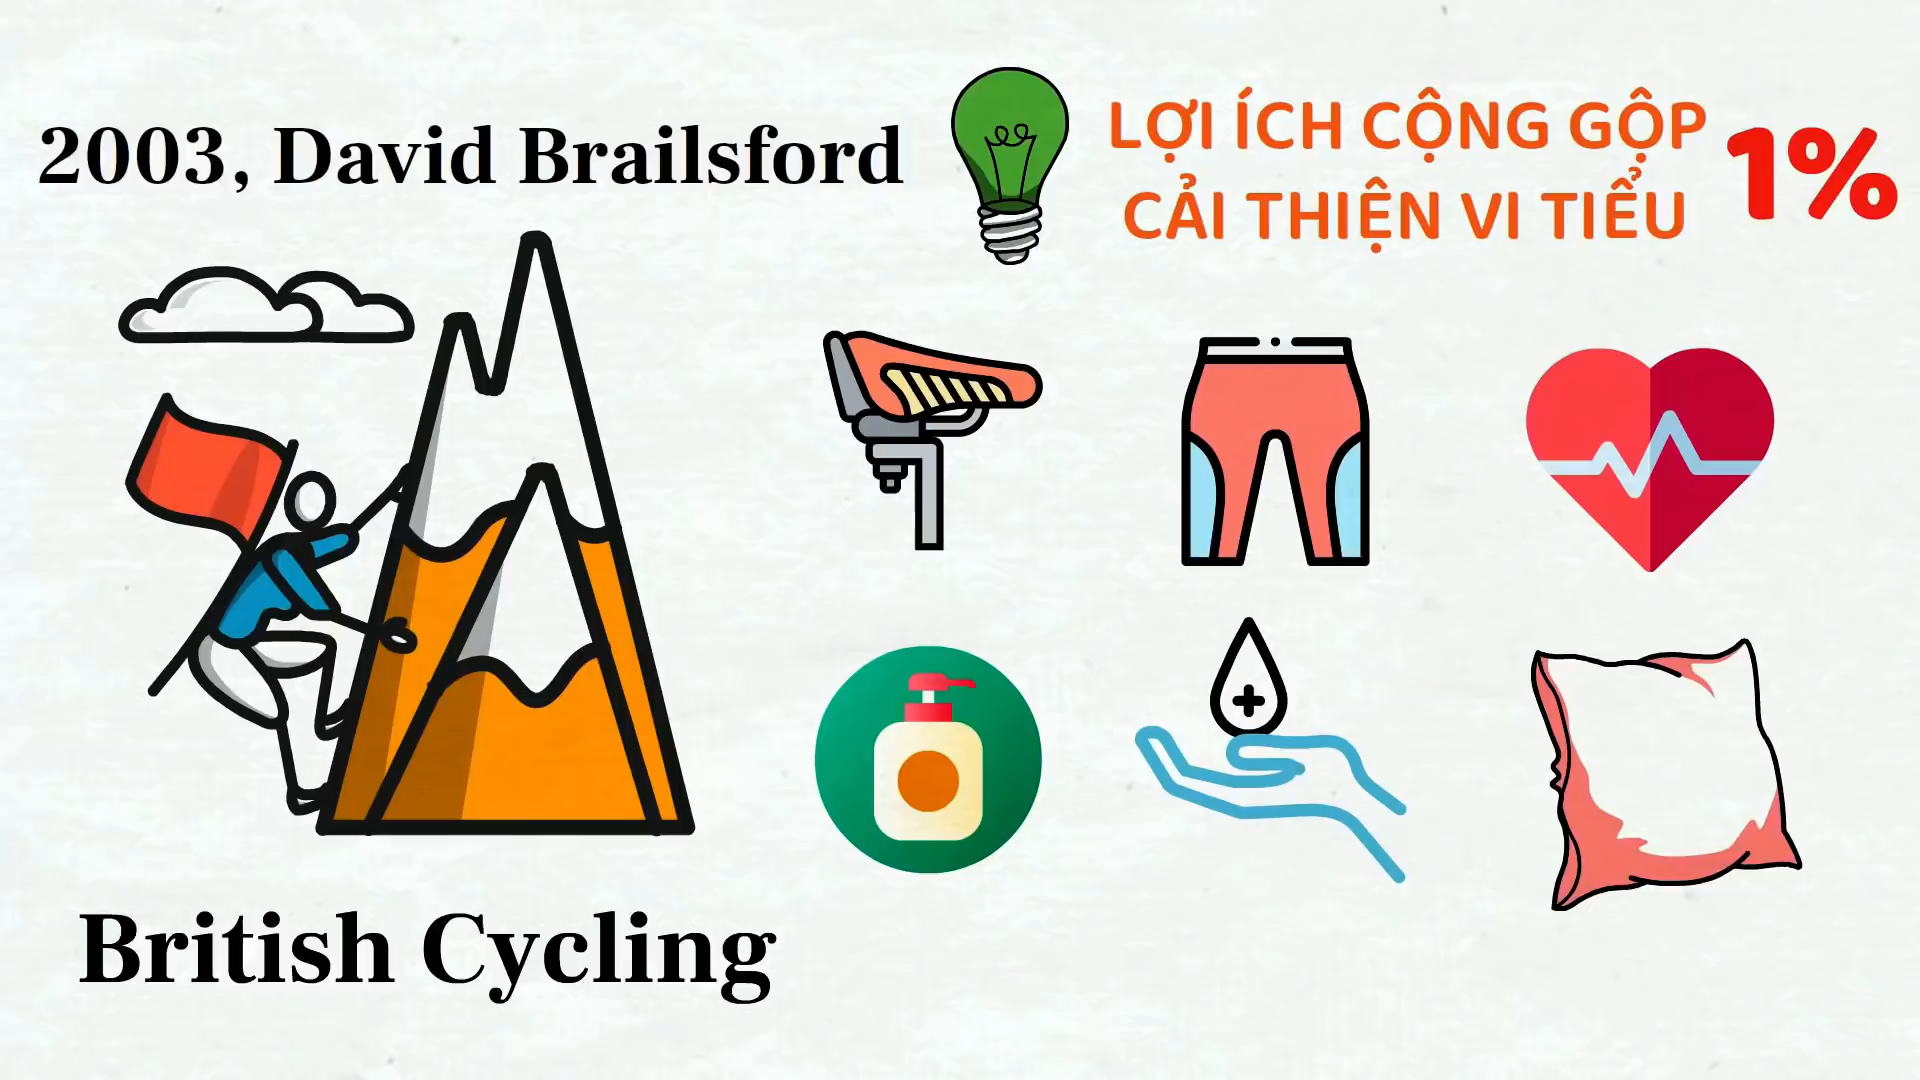 2003, David Brailsford
LỢI ÍCH CỘNG GỘP
CẢI THIỆN VI TIỂU
1%
British Cycling